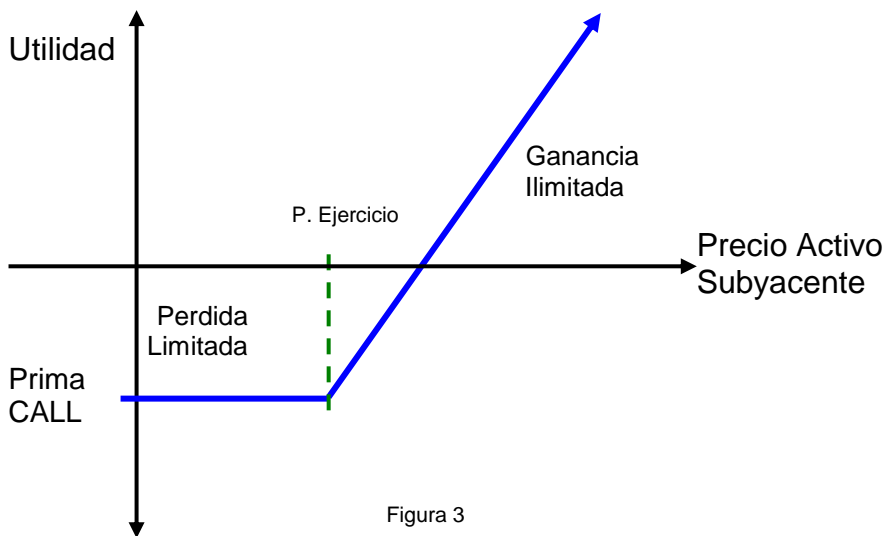 Utilidad
Ganancia
Ilimitada
P. Ejercicio
Precio Activo
Subyacente
Perdida
Limitada
Prima
CALL
Figura 3